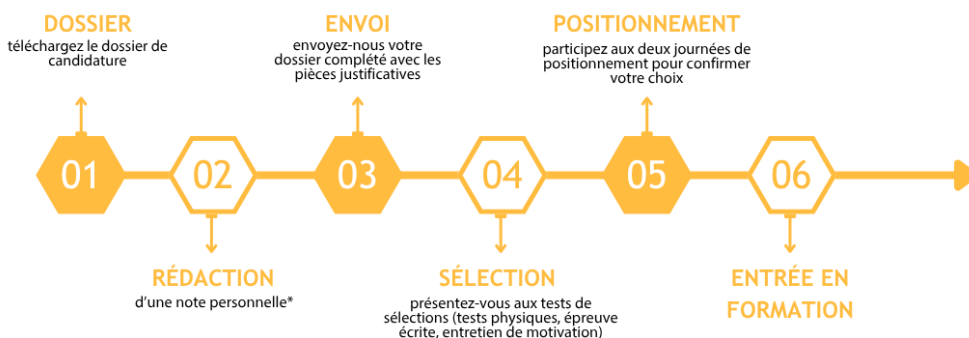 DOSSIER
téléchargez le dossier de
candidature
ENVOI
envoyez-nous votre
dossier complété avec les
pièces justificatives
POSITIONNEMENT
participez aux deux journées de
positionnement pour confirmer
votre choix
01
02
03
04
05
06
RÉDACTION
d'une note personnelle*
SÉLECTION
présentez-vous aux tests de
sélections (tests physiques, épreuve
écrite, entretien de motivation)
ENTRÉE EN
FORMATION